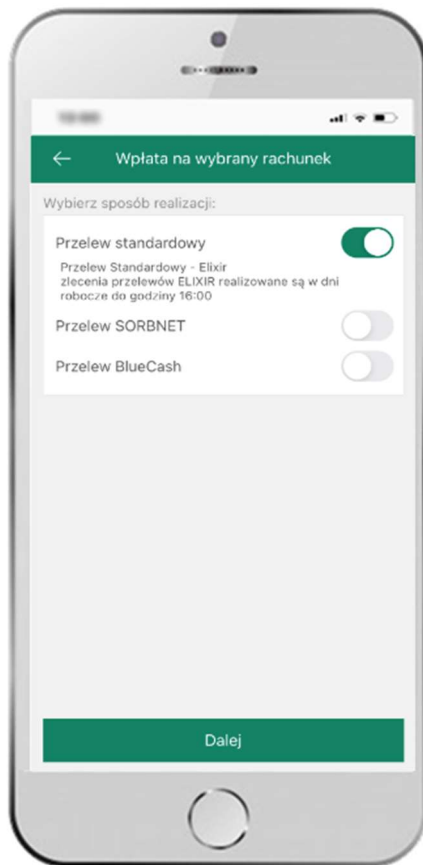 Wpłata na wybrany rachunek
Wybierz sposób realizacji:
Przelew standardowy
Przelew Standardowy - Elixir
zlecenia przelewów ELIXIR realizowane są w dni
robocze do godziny 16:00
Przelew SORBNET
Przelew BlueCash
Dalej